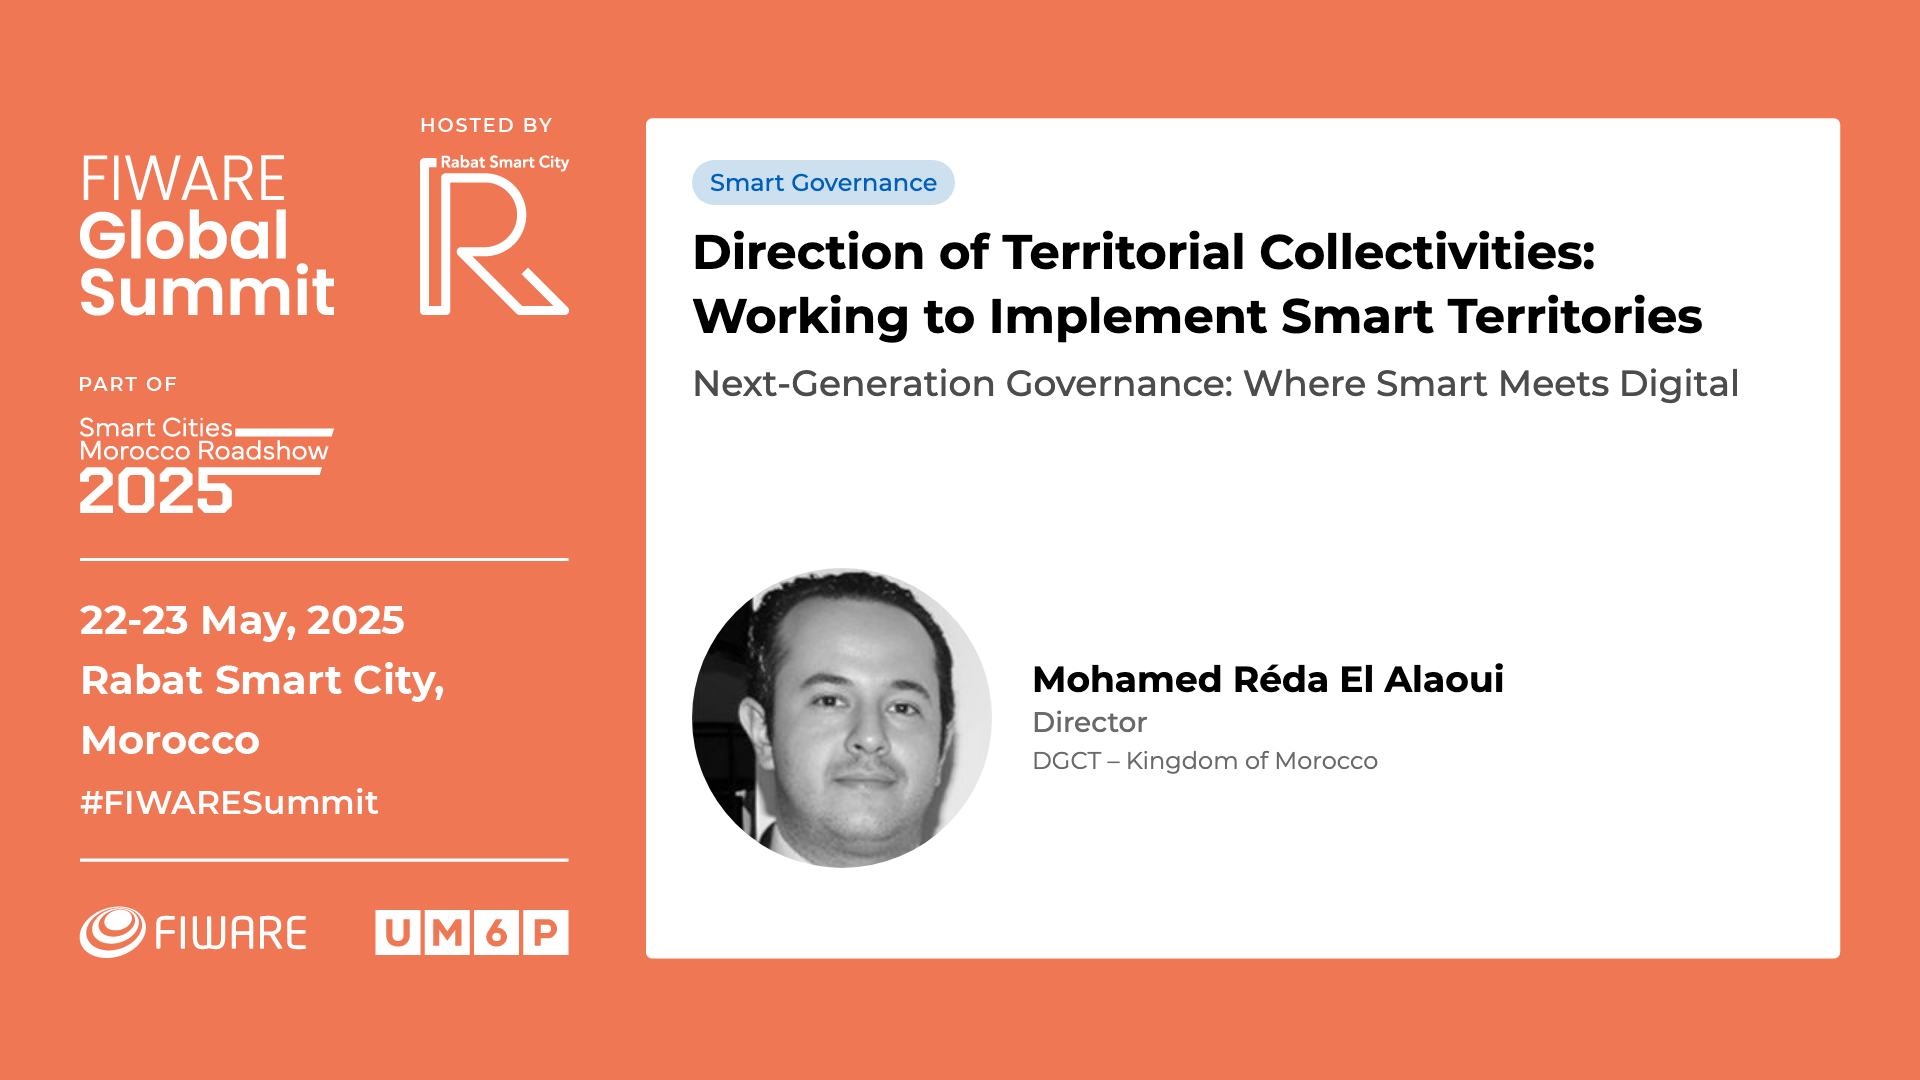 HOSTED BY
FIWARE
Global
Summit
Rabat Smart City
R
PART OF
Smart Cities
Morocco Roadshow
2025
22-23 May, 2025
Rabat Smart City,
Morocco
#FIWARESummit
FIWARE
UM6P
Smart Governance
Direction of Territorial Collectivities:
Working to Implement Smart Territories
Next-Generation Governance: Where Smart Meets Digital
Mohamed Réda El Alaoui
Director
DGCT – Kingdom of Morocco